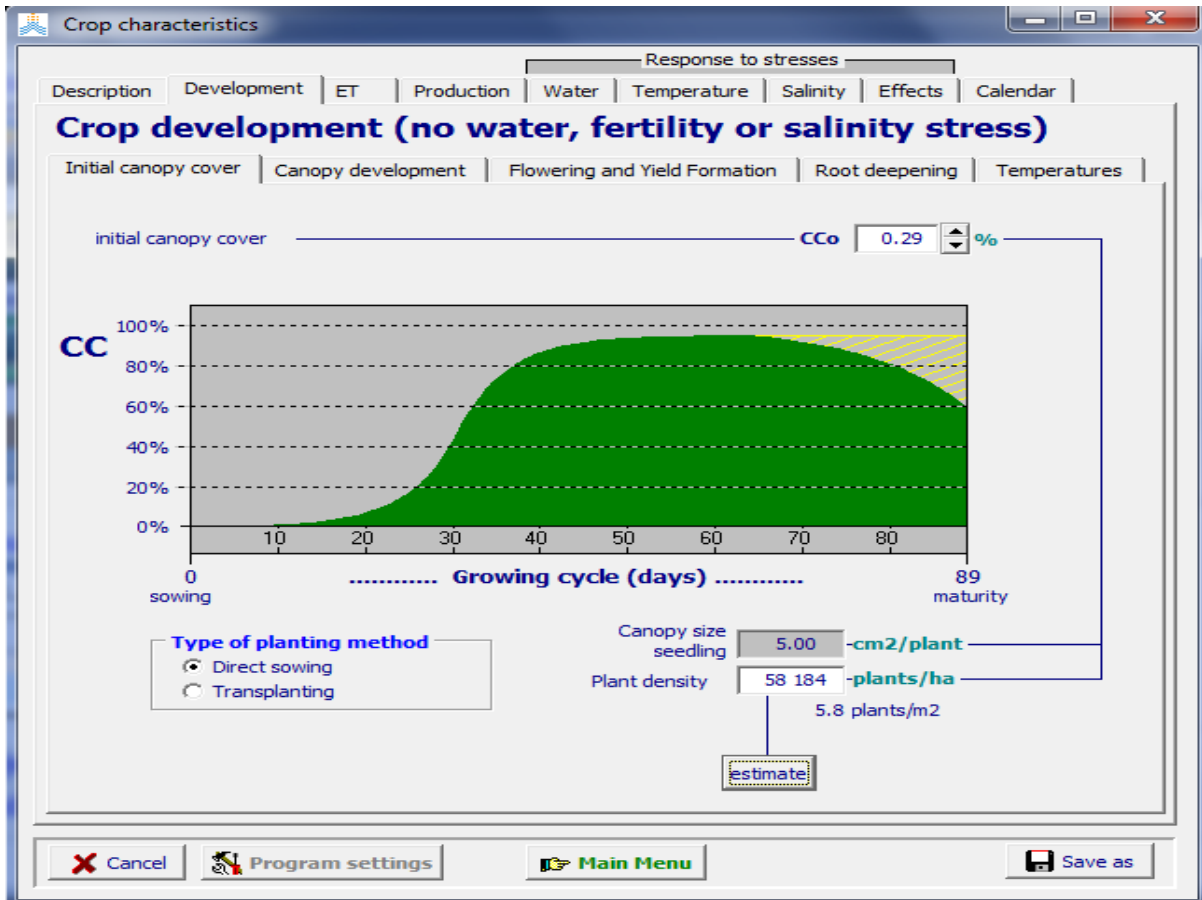 Crop characteristics
Response to stresses
Description Development ET Production Water Temperature Salinity Effects Calendar
Crop development (no water, fertility or salinity stress)
Initial canopy cover Canopy development Flowering and Yield Formation Root deepening Temperatures
initial canopy cover CCo 0.29 %
CC
100%
80%
60%
40%
20%
0%
10 20 30 40 50 60 70 80
0 ............ Growing cycle (days) ............ 89
sowing maturity
Type of planting method
Direct sowing
Transplanting
Canopy size
seedling 5.00 cm2/plant
Plant density 58 184 plants/ha
5.8 plants/m2
estimate
Cancel Program settings Main Menu Save as